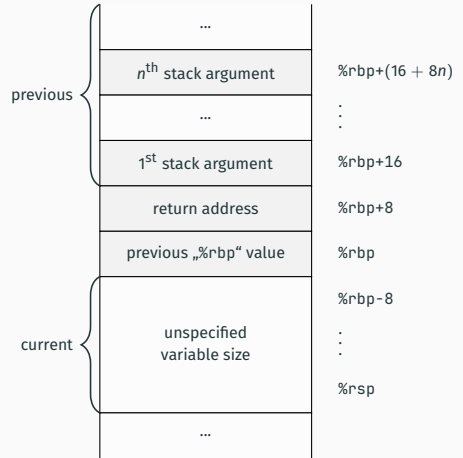 ...
nth stack argument
%rbp+(16 + 8n)
previous
...
⋮
1st stack argument
%rbp+16
return address
%rbp+8
previous „%rbp“ value
%rbp
%rbp-8
current
unspecified
variable size
⋮
%rsp
...